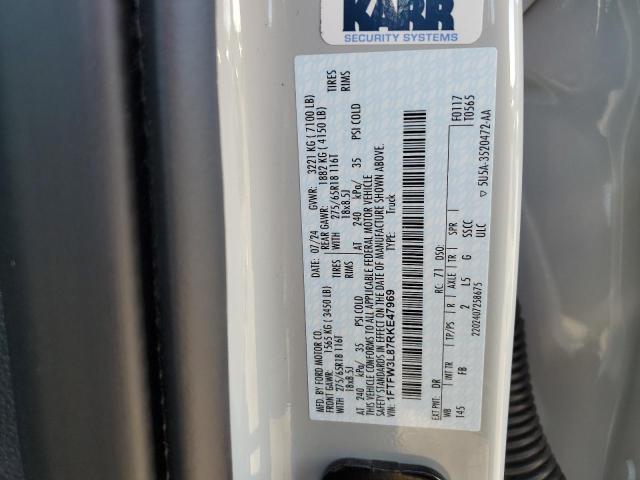 KARR
SECURITY SYSTEMS
MFD. BY FORD MOTOR CO.
DATE: 07/24 GVWR: 3221 KG ( 7100 LB)
FRONT GAWR: 1565 KG ( 3450 LB) REAR GAWR: 1882 KG ( 4150 LB)
275/65R18 116T TIRES WITH 275/65R18 116T TIRES
18x8.5J RIMS 18x8.5J RIMS
AT 240 kPa/ 35 PSI COLD AT 240 kPa/ 35 PSI COLD
THIS VEHICLE CONFORMS TO ALL APPLICABLE FEDERAL MOTOR VEHICLE
SAFETY STANDARDS IN EFFECT ON THE DATE OF MANUFACTURE SHOWN ABOVE.
VIN: 1FTFW3L87RKE47969 TYPE: Truck
F0117
T0565
EXT PNT: DR RC: 71 DSO:
WB INT TR TP/PS R AXLE TR SPR
145 FB 2 L5 G SSCC
ULC
2202407258675
▽ 5U5A-3520472-AA